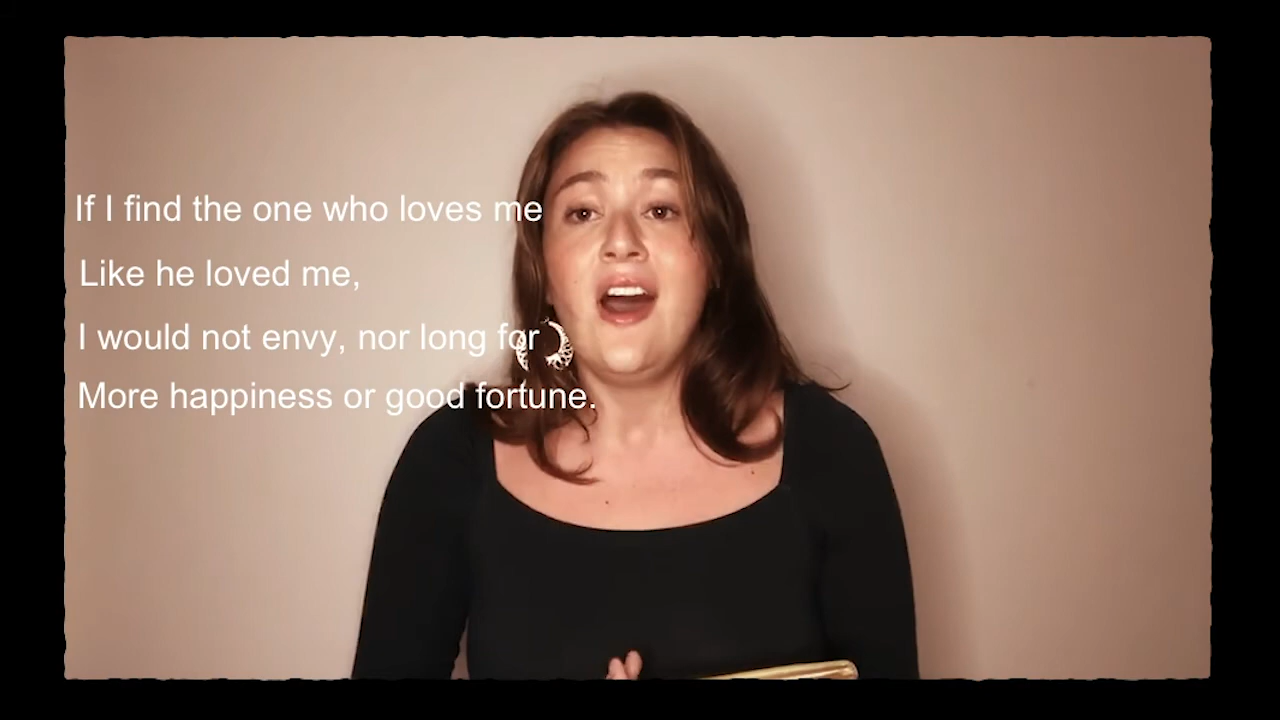 If I find the one who loves me
Like he loved me,
I would not envy, nor long for
More happiness or good fortune.